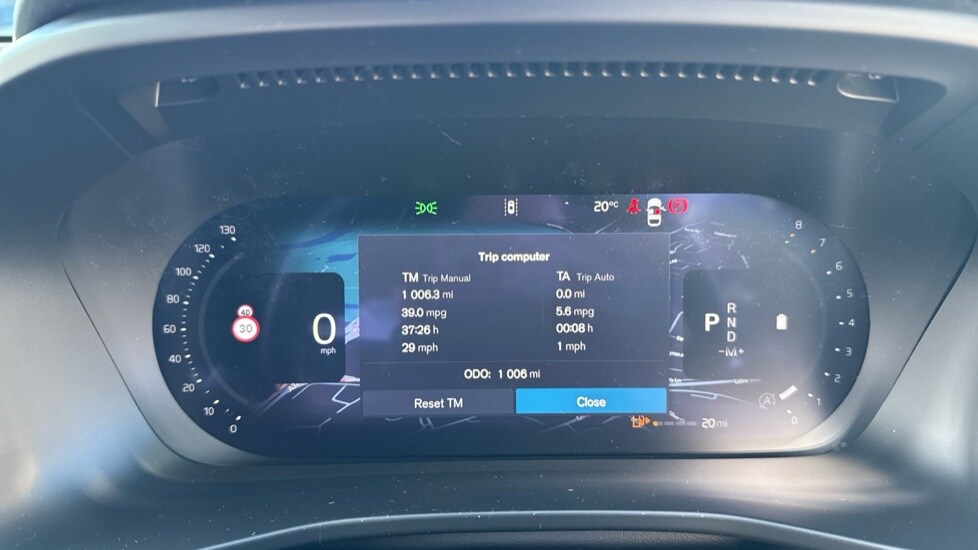 20°C
Trip computer
TM Trip Manual
1 006.3 mi
39.0 mpg
37:26 h
29 mph
TA Trip Auto
0.0 mi
5.6 mpg
00:08 h
1 mph
ODO: 1 006 mi
Reset TM
Close
130
120
100
80
60
40
20
10
0
40
30
0
mph
P
R
N
D
-M+
8
7
6
5
4
3
2
1
0
A
20 mi